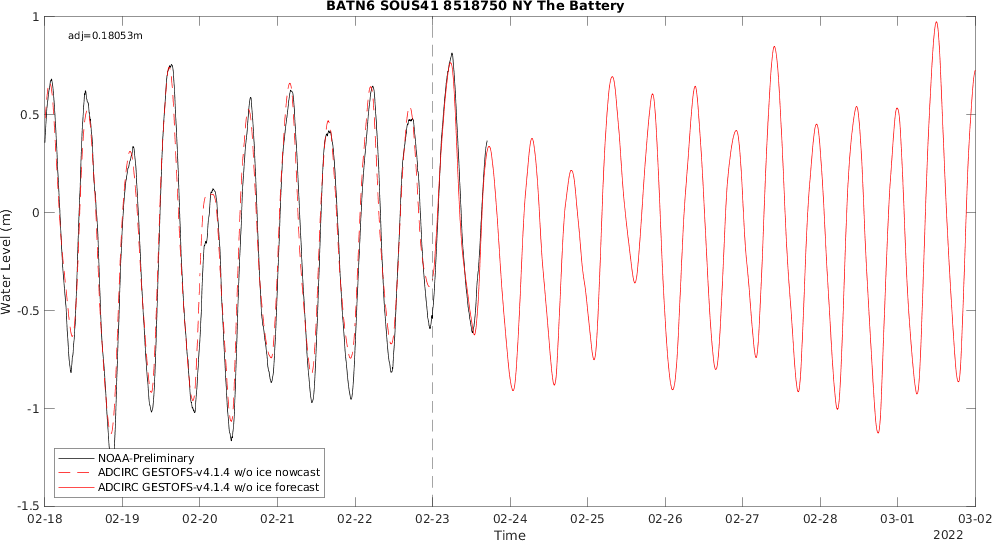 BATN6 SOUS41 8518750 NY The Battery
adj=0.18053m
1
0.5
0
-0.5
-1
-1.5
Water Level (m)
NOAA-Preliminary
ADCIRC GESTOFS-v4.1.4 w/o ice nowcast
ADCIRC GESTOFS-v4.1.4 w/o ice forecast
02-18 02-19 02-20 02-21 02-22 02-23 02-24 02-25 02-26 02-27 02-28 03-01 03-02
Time
2022